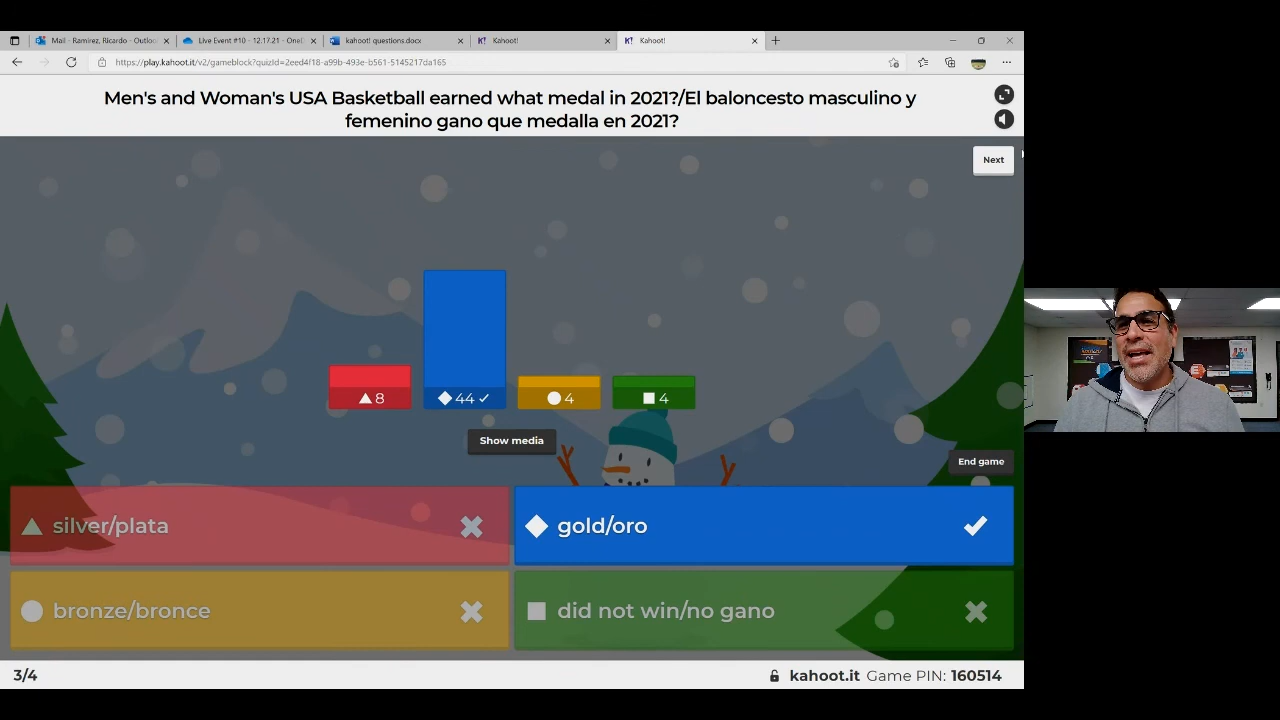 Mail - Ramirez, Ricardo - Outloo
Live Event #10 - 12.17.21 - OneD
kahoot! questions.docx
Kahoot!
Kahoot!
https://play.kahoot.it/v2/gameblock?quizId=2eed4f18-a99b-493e-b561-5145217da165
Men's and Woman's USA Basketball earned what medal in 2021?/El baloncesto masculino y
femenino gano que medalla en 2021?
Next
8
44
4
4
Show media
End game
silver/plata
gold/oro
bronze/bronce
did not win/no gano
3/4
kahoot.it Game PIN: 160514